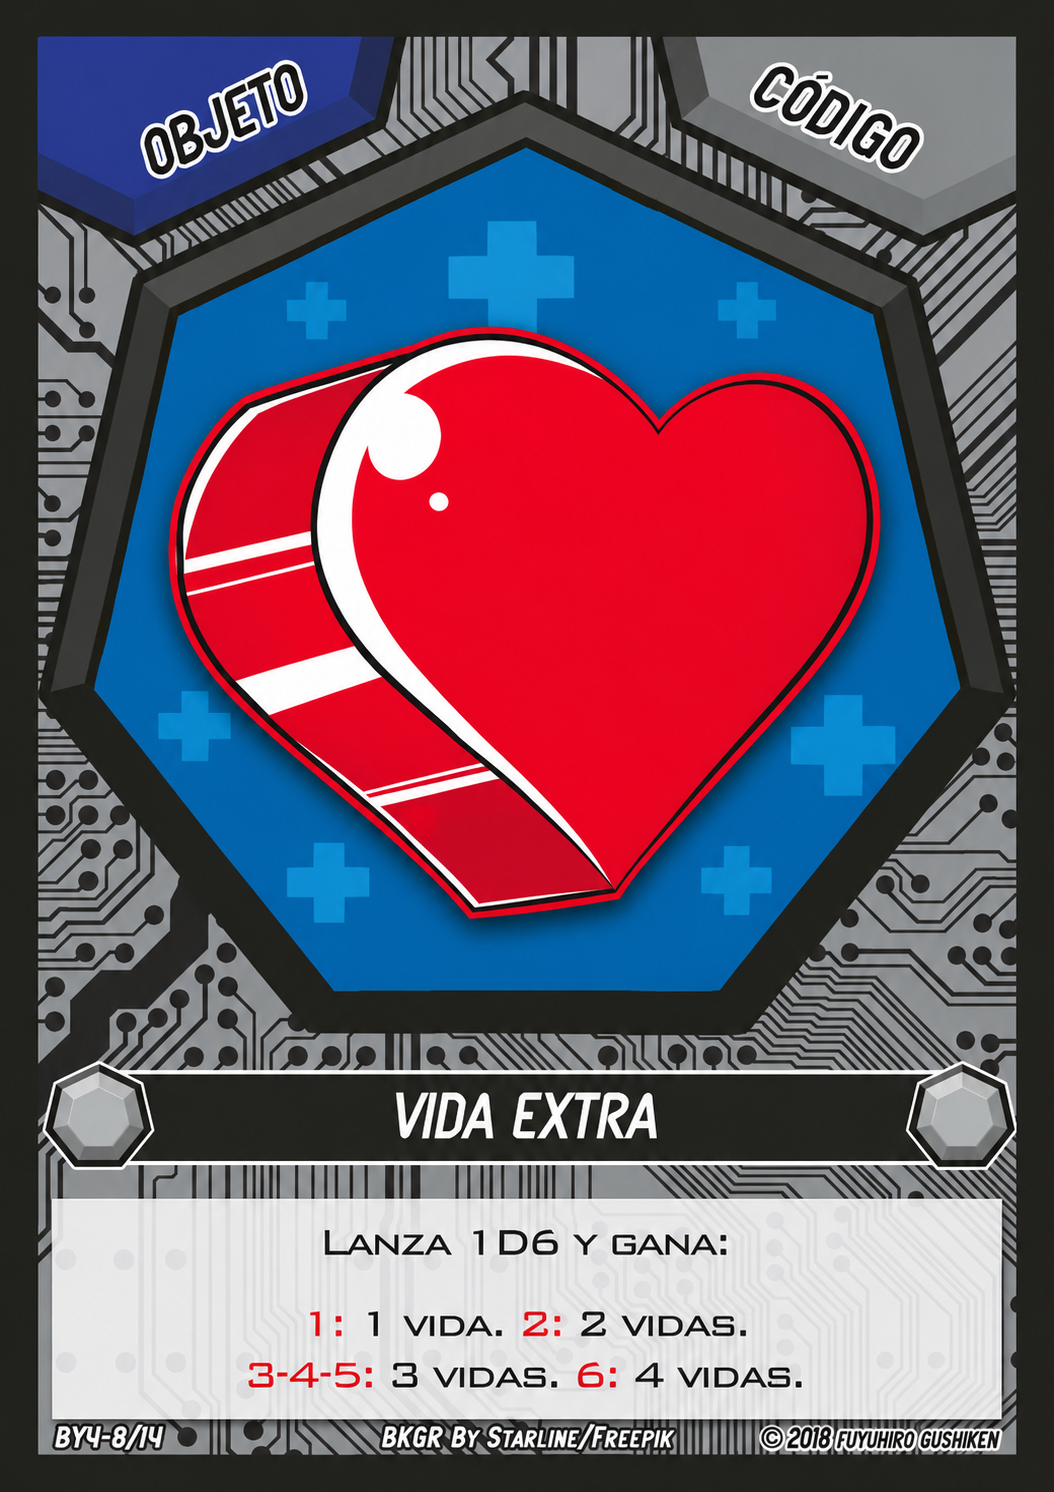 OBJETO
CÓDIGO
VIDA EXTRA
LANZA 1D6 Y GANA:
1: 1 VIDA. 2: 2 VIDAS.
3-4-5: 3 VIDAS. 6: 4 VIDAS.
BY4-8/14
BKGR BY STARLINE/FREEPIK
© 2018 FUYUHIRO GUSHIKEN